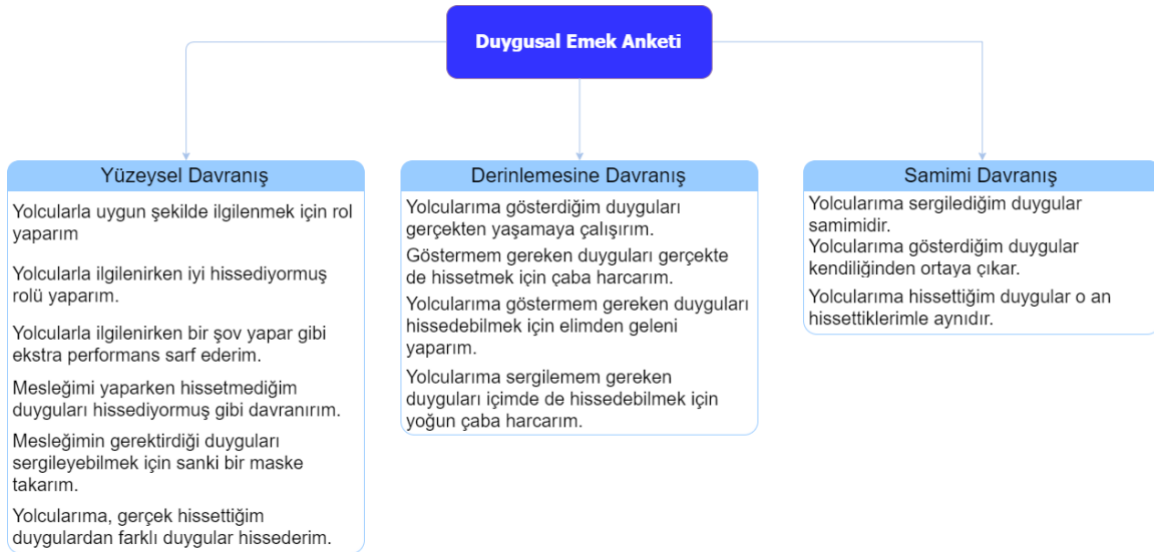 Duygusal Emek Anketi
Yüzeysel Davranış
Yolcularla uygun şekilde ilgilenmek için rol
yaparım
Yolcularla ilgilenirken iyi hissediyormuş
rolü yaparım.
Yolcularla ilgilenirken bir şov yapar gibi
ekstra performans sarf ederim.
Mesleğimi yaparken hissetmediğim
duyguları hissediyormuş gibi davranırım.
Mesleğimin gerektirdiği duyguları
sergileyebilmek için sanki bir maske
takarım.
Yolcularıma, gerçek hissettiğim
duygulardan farklı duygular hissederim.
Derinlemesine Davranış
Yolcularıma gösterdiğim duyguları
gerçekten yaşamaya çalışırım.
Göstermem gereken duyguları gerçekte
de hissetmek için çaba harcarım.
Yolcularıma göstermem gereken duyguları
hissedebilmek için elimden geleni
yaparım.
Yolcularıma sergilemem gereken
duyguları içimde de hissedebilmek için
yoğun çaba harcarım.
Samimi Davranış
Yolcularıma sergilediğim duygular
samimidir.
Yolcularıma gösterdiğim duygular
kendiliğinden ortaya çıkar.
Yolcularıma hissettiğim duygular o an
hissettiklerimle aynıdır.